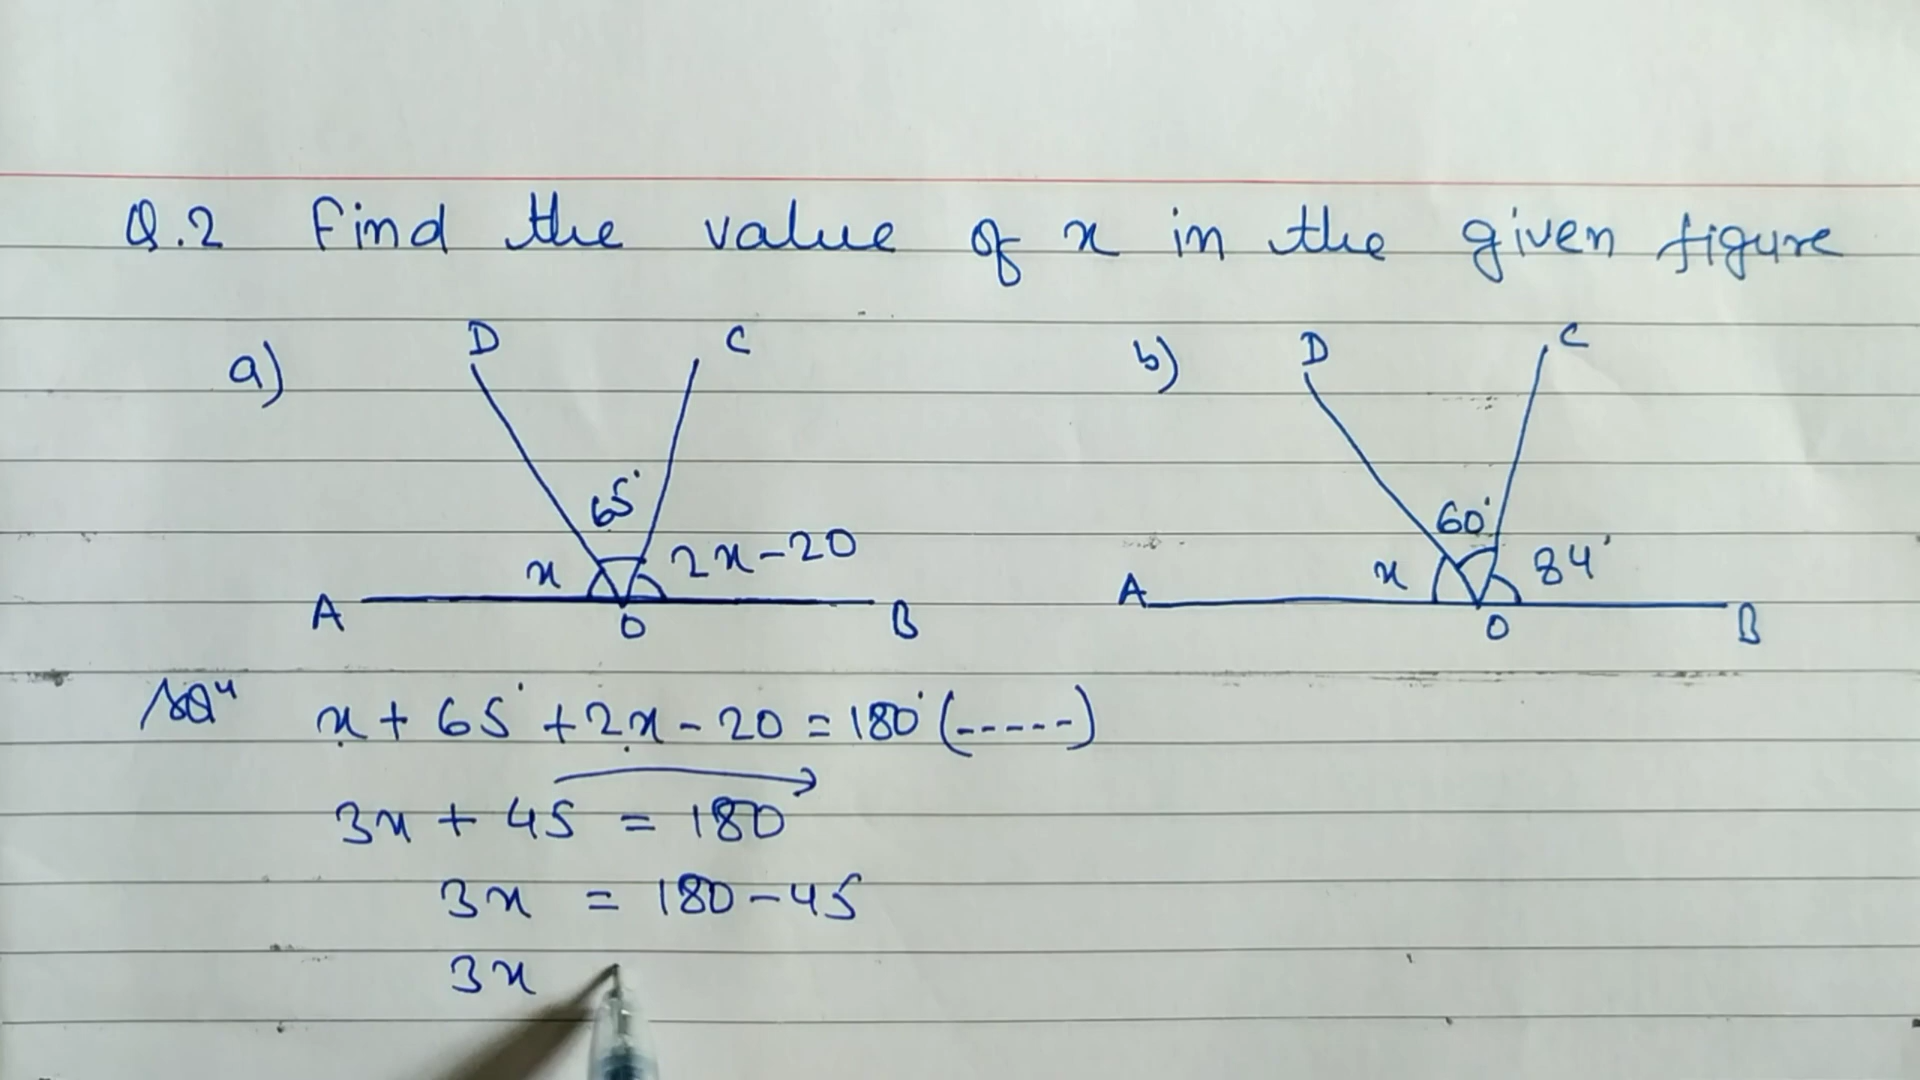 Q.2 Find the value of x in the given figure
a)
D
C
65°
x
2x-20
A
O
B
b)
D
C
60°
x
84°
A
O
B
x + 65° + 2x - 20 = 180° (-----)
3x + 45 = 180
3x = 180 - 45
3x